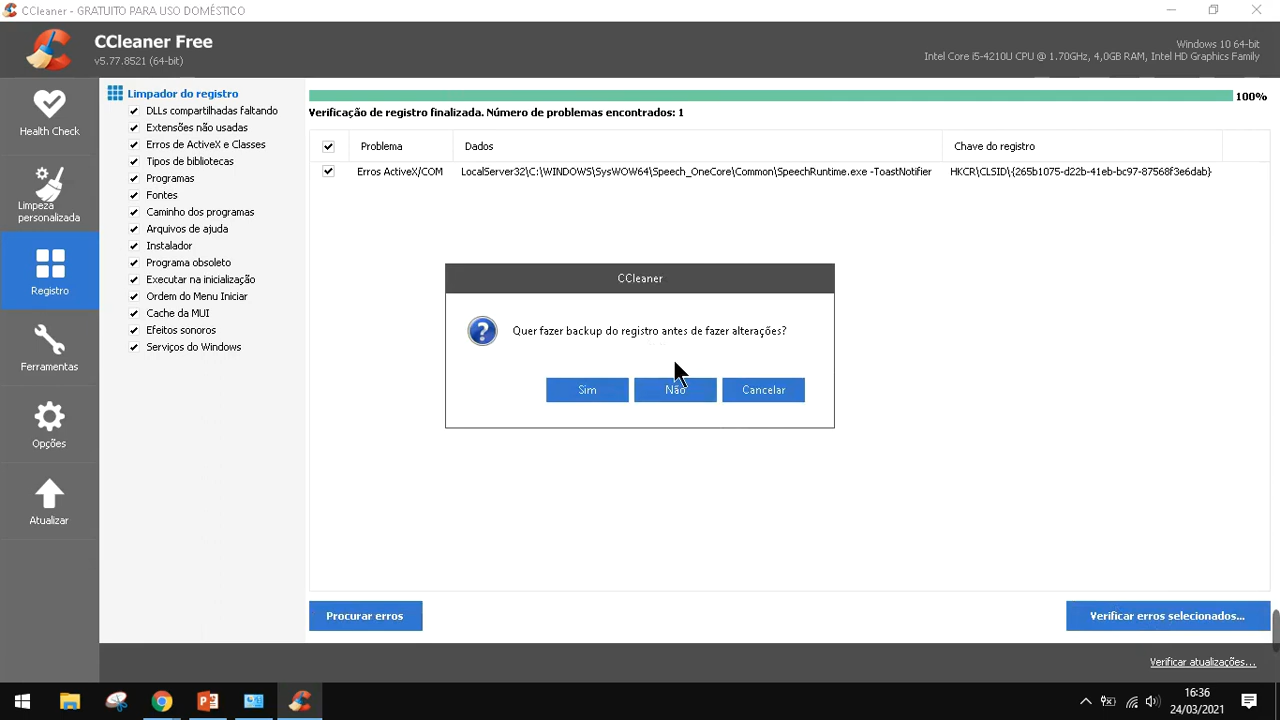 CCleaner - GRATUITO PARA USO DOMÉSTICO
CCleaner Free
v5.77.8521 (64-bit)
Windows 10 64-bit
Intel Core i5-4210U CPU @ 1.70GHz, 4,0GB RAM, Intel HD Graphics Family
Health Check
Limpeza
personalizada
Registro
Ferramentas
Opções
Atualizar
Limpador do registro
DLLs compartilhadas faltando
Extensões não usadas
Erros de ActiveX e Classes
Tipos de bibliotecas
Programas
Fontes
Caminho dos programas
Arquivos de ajuda
Instalador
Programa obsoleto
Executar na inicialização
Ordem do Menu Iniciar
Cache da MUI
Efeitos sonoros
Serviços do Windows
100%
Verificação de registro finalizada. Número de problemas encontrados: 1
Problema Dados Chave do registro
Erros ActiveX/COM LocalServer32\C:\WINDOWS\SysWOW64\Speech_OneCore\Common\SpeechRuntime.exe -ToastNotifier HKCR\CLSID\{265b1075-d22b-41eb-bc97-87568f3e6dab}
CCleaner
Quer fazer backup do registro antes de fazer alterações?
Sim Não Cancelar
Procurar erros Verificar erros selecionados...
Verificar atualizações...
16:36
24/03/2021